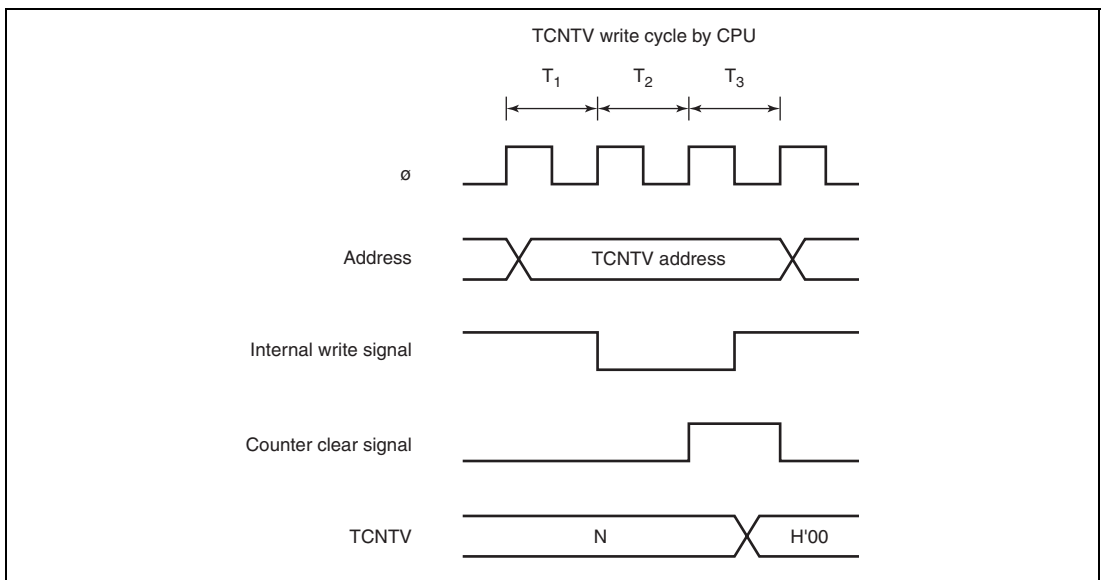 TCNTV write cycle by CPU
T1 T2 T3
ø
Address TCNTV address
Internal write signal
Counter clear signal
TCNTV N H'00